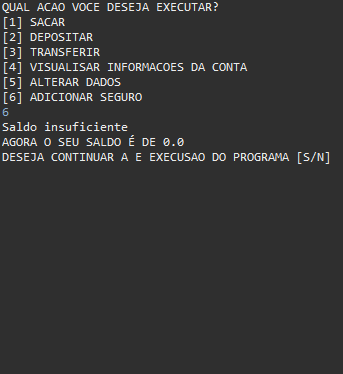 QUAL ACAO VOCE DESEJA EXECUTAR?
[1] SACAR
[2] DEPOSITAR
[3] TRANSFERIR
[4] VISUALISAR INFORMACOES DA CONTA
[5] ALTERAR DADOS
[6] ADICIONAR SEGURO
6
Saldo insuficiente
AGORA O SEU SALDO É DE 0.0
DESEJA CONTINUAR A E EXECUSAO DO PROGRAMA [S/N]